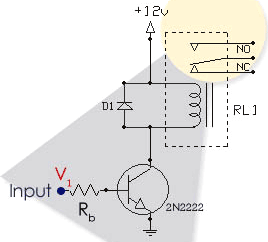 +12v
NO
NC
D1
RL1
V1
Input
Rb
2N2222